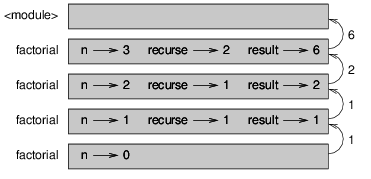 <module>
6
factorial n 3 recurse 2 result 6
2
factorial n 2 recurse 1 result 2
1
factorial n 1 recurse 1 result 1
1
factorial n 0